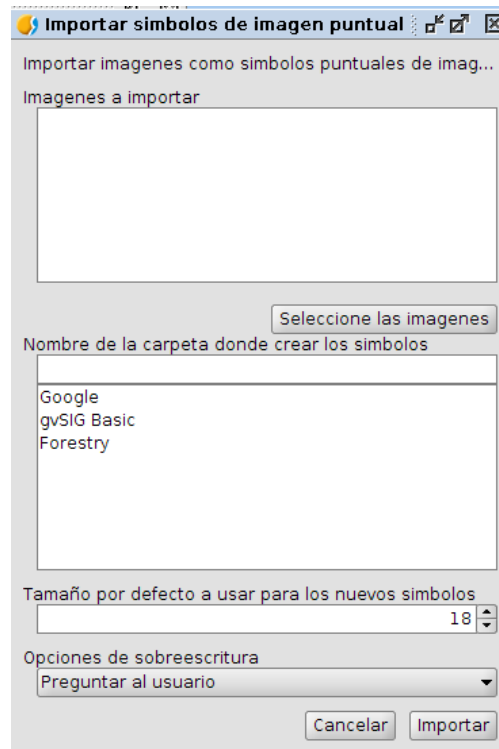 Importar simbolos de imagen puntual
Importar imagenes como simbolos puntuales de imag...
Imagenes a importar
Seleccione las imagenes
Nombre de la carpeta donde crear los simbolos
Google
gvSIG Basic
Forestry
Tamaño por defecto a usar para los nuevos simbolos
18
Opciones de sobreescritura
Preguntar al usuario
Cancelar Importar